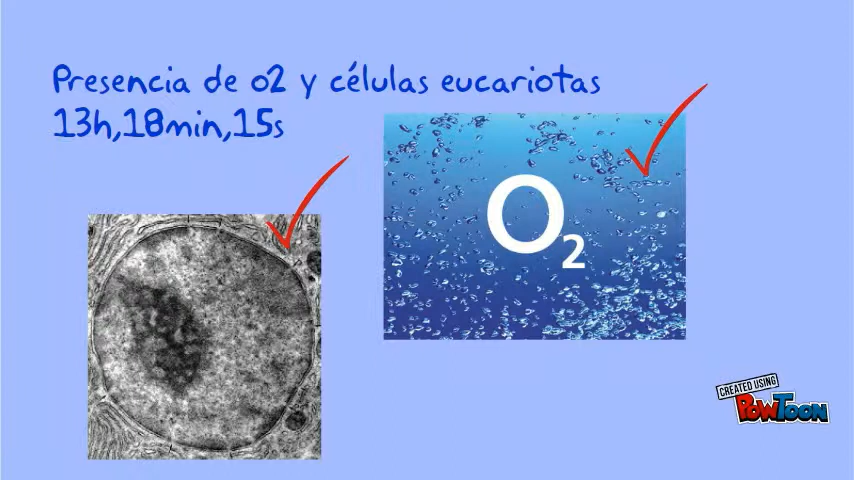 Presencia de o2 y células eucariotas
13h,18min,15s
O2
CREATED USING
POWTOON